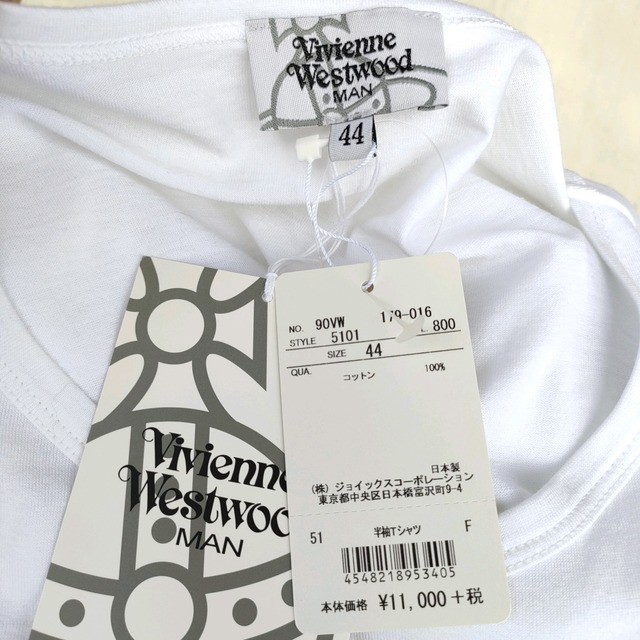 Vivienne
Westwood
MAN
44
NO. 90VW 179-016
STYLE 5101 800
SIZE 44
QUA. コットン 100%
日本製
(株) ジョイックスコーポレーション
東京都中央区日本橋富沢町9-4
51 半袖Tシャツ F
4548218953405
本体価格 ¥11,000+税
Vivienne
Westwood
MAN